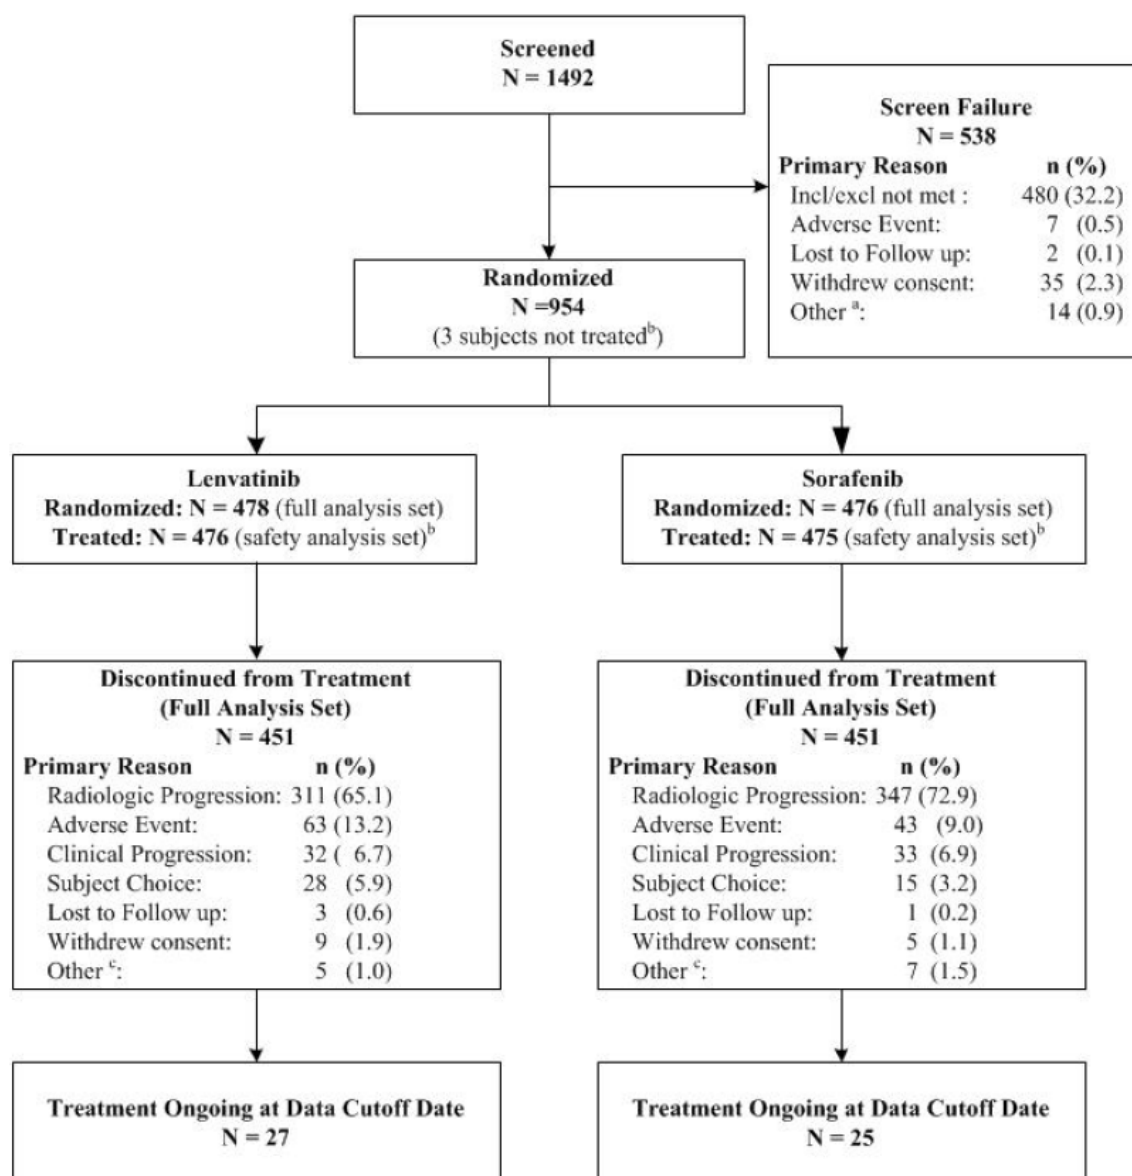 Screened
N = 1492
Screen Failure
N = 538
Primary Reason n (%)
Incl/excl not met : 480 (32.2)
Adverse Event: 7 (0.5)
Lost to Follow up: 2 (0.1)
Withdrew consent: 35 (2.3)
Other ᵃ: 14 (0.9)
Randomized
N =954
(3 subjects not treatedᵇ)
Lenvatinib
Randomized: N = 478 (full analysis set)
Treated: N = 476 (safety analysis set)ᵇ
Sorafenib
Randomized: N = 476 (full analysis set)
Treated: N = 475 (safety analysis set)ᵇ
Discontinued from Treatment
(Full Analysis Set)
N = 451
Primary Reason n (%)
Radiologic Progression: 311 (65.1)
Adverse Event: 63 (13.2)
Clinical Progression: 32 ( 6.7)
Subject Choice: 28 (5.9)
Lost to Follow up: 3 (0.6)
Withdrew consent: 9 (1.9)
Other ᶜ: 5 (1.0)
Discontinued from Treatment
(Full Analysis Set)
N = 451
Primary Reason n (%)
Radiologic Progression: 347 (72.9)
Adverse Event: 43 (9.0)
Clinical Progression: 33 (6.9)
Subject Choice: 15 (3.2)
Lost to Follow up: 1 (0.2)
Withdrew consent: 5 (1.1)
Other ᶜ: 7 (1.5)
Treatment Ongoing at Data Cutoff Date
N = 27
Treatment Ongoing at Data Cutoff Date
N = 25